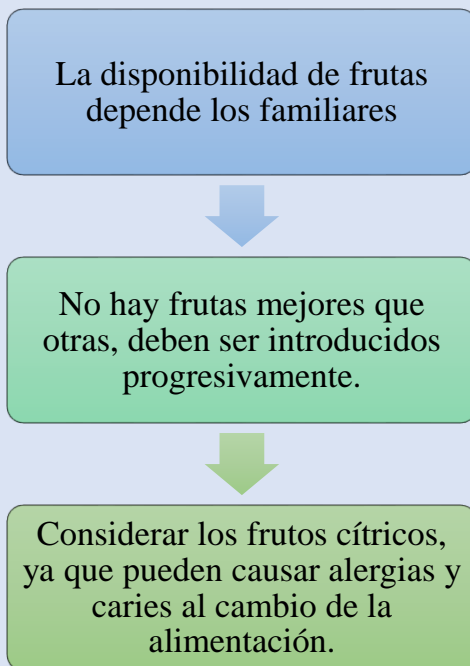 La disponibilidad de frutas
depende los familiares
No hay frutas mejores que
otras, deben ser introducidos
progresivamente.
Considerar los frutos cítricos,
ya que pueden causar alergias y
caries al cambio de la
alimentación.